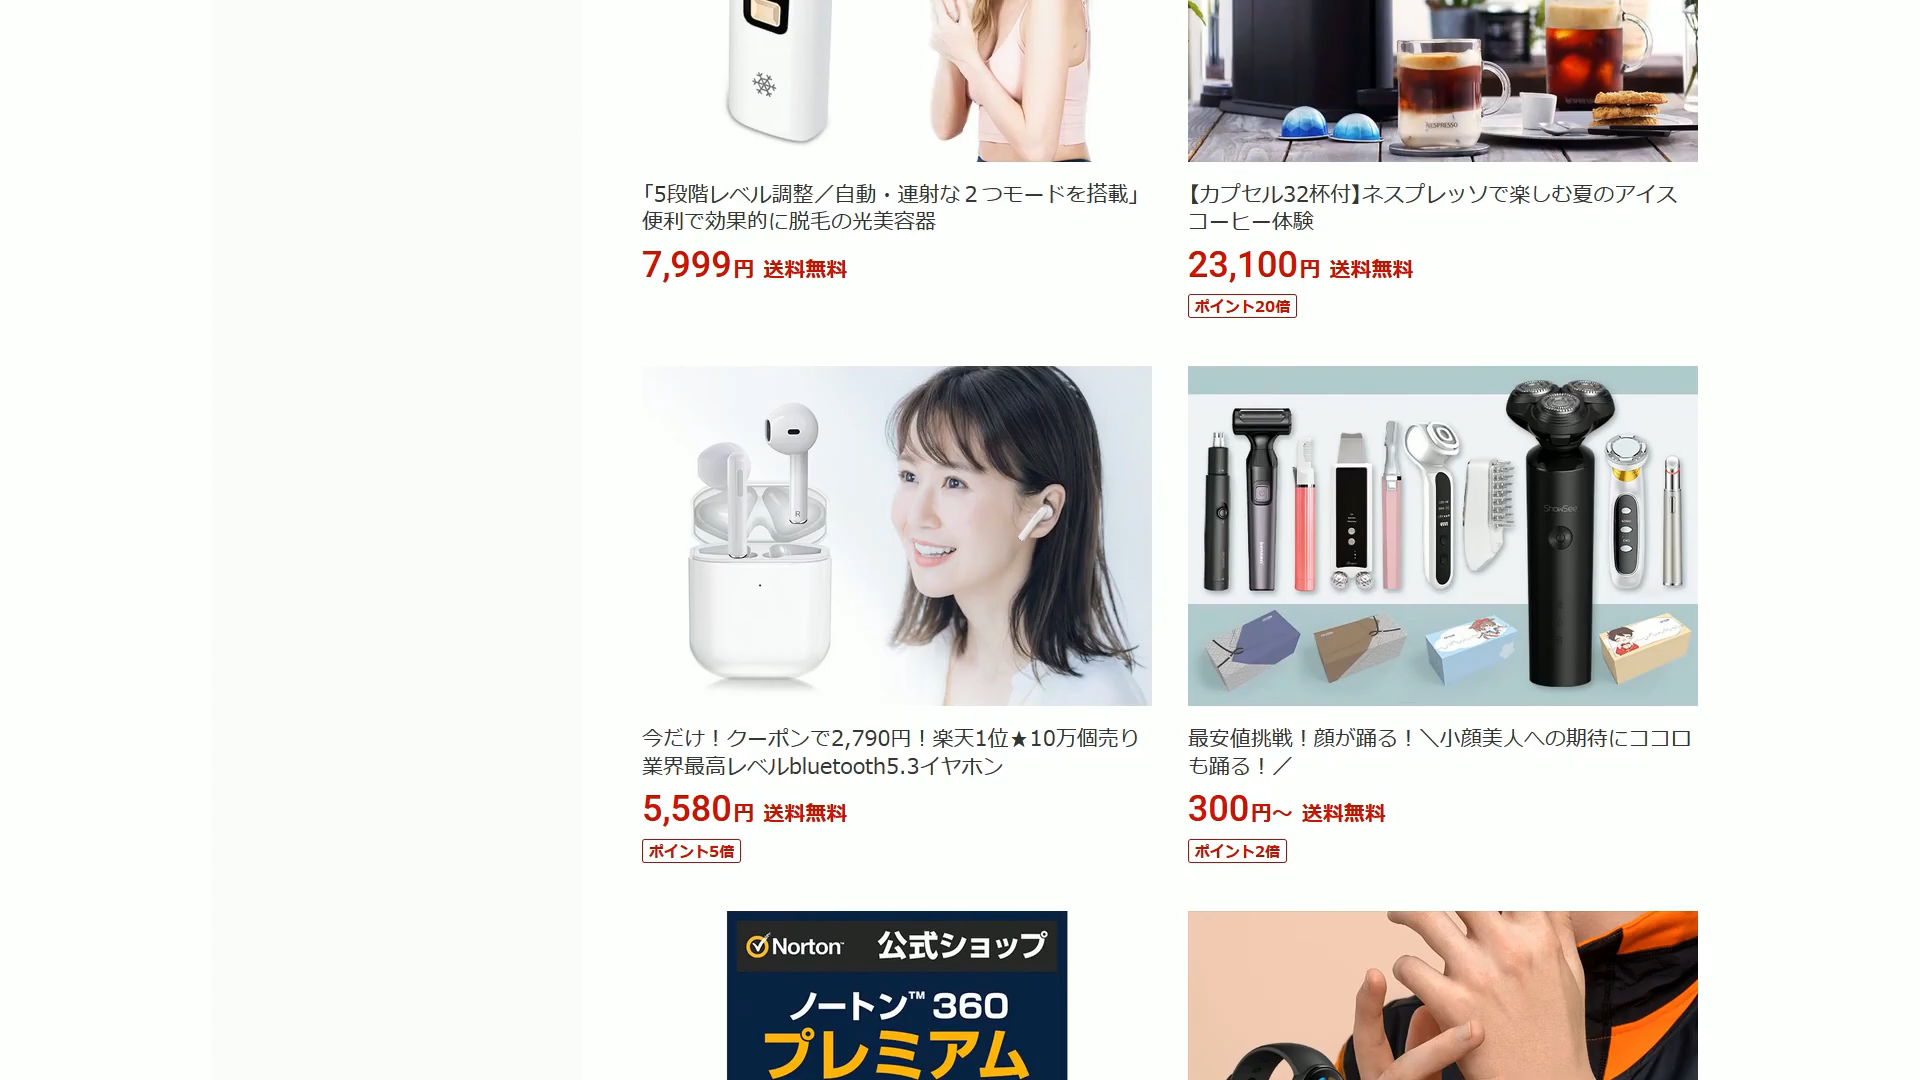 「5段階レベル調整／自動・連射な２つモードを搭載」
便利で効果的に脱毛の光美容器
7,999円 送料無料
NESPRESSO
【カプセル32杯付】ネスプレッソで楽しむ夏のアイス
コーヒー体験
23,100円 送料無料
ポイント20倍
R
今だけ！クーポンで2,790円！楽天1位★10万個売り
業界最高レベルbluetooth5.3イヤホン
5,580円 送料無料
ポイント5倍
ShowSee
最安値挑戦！顔が踊る！＼小顔美人への期待にココロ
も踊る！／
300円～ 送料無料
ポイント2倍
Norton 公式ショップ
ノートン™ 360
プレミアム